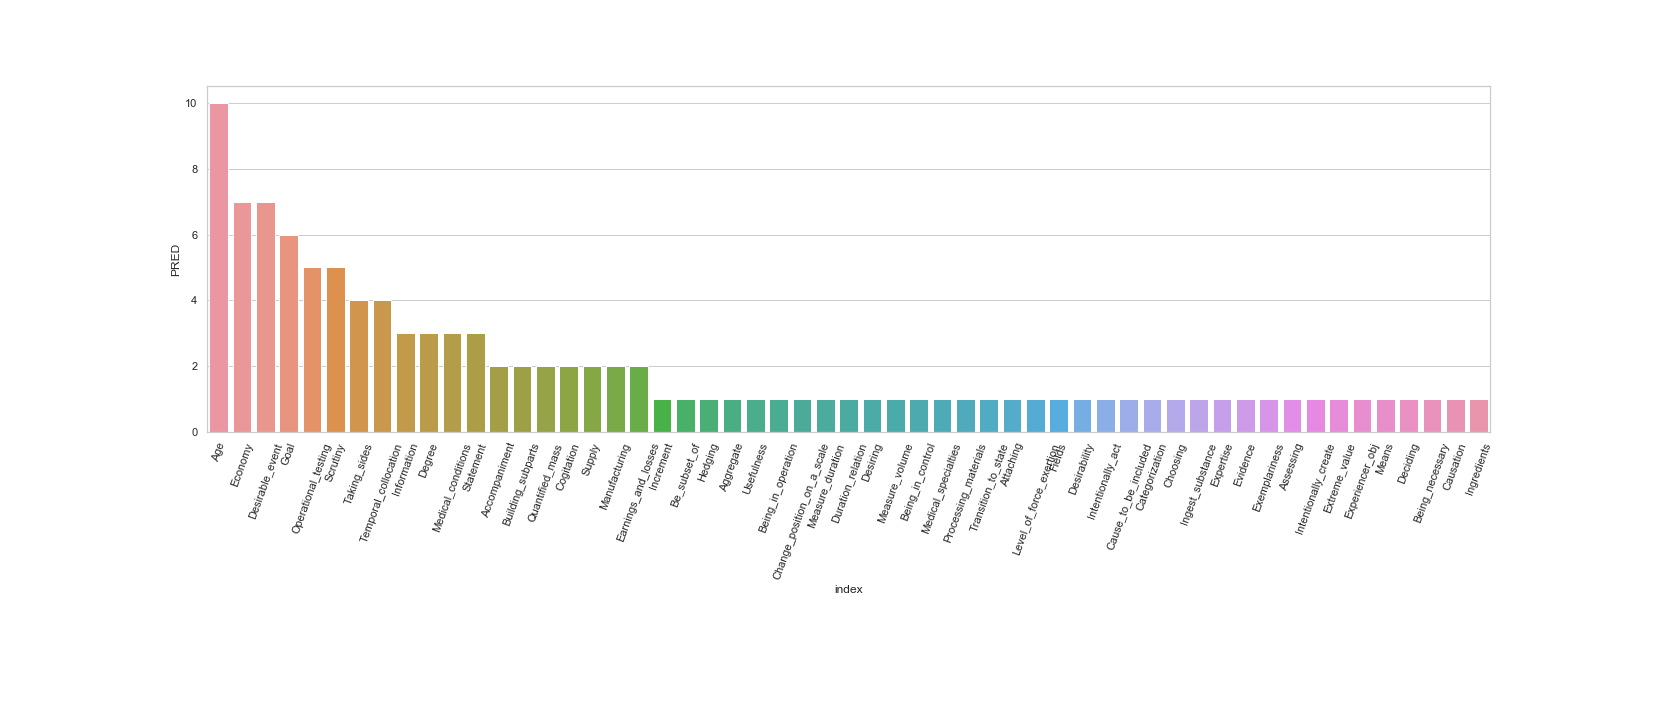 10
8
6
4
2
0
PRED
Age
Economy
Desirable_event
Goal
Operational_testing
Scrutiny
Taking_sides
Temporal_collocation
Information
Degree
Medical_conditions
Statement
Accompaniment
Building_subparts
Quantified_mass
Cogitation
Supply
Manufacturing
Earnings_and_losses
Increment
Be_subset_of
Hedging
Aggregate
Usefulness
Being_in_operation
Change_position_on_a_scale
Measure_duration
Duration_relation
Desiring
Measure_volume
Being_in_control
Medical_specialties
Processing_materials
Transition_to_state
Attaching
Level_of_force_exertion
Fields
Desirability
Intentionally_act
Cause_to_be_included
Categorization
Choosing
Ingest_substance
Expertise
Evidence
Exemplariness
Assessing
Intentionally_create
Extreme_value
Experiencer_obj
Means
Deciding
Being_necessary
Causation
Ingredients
index